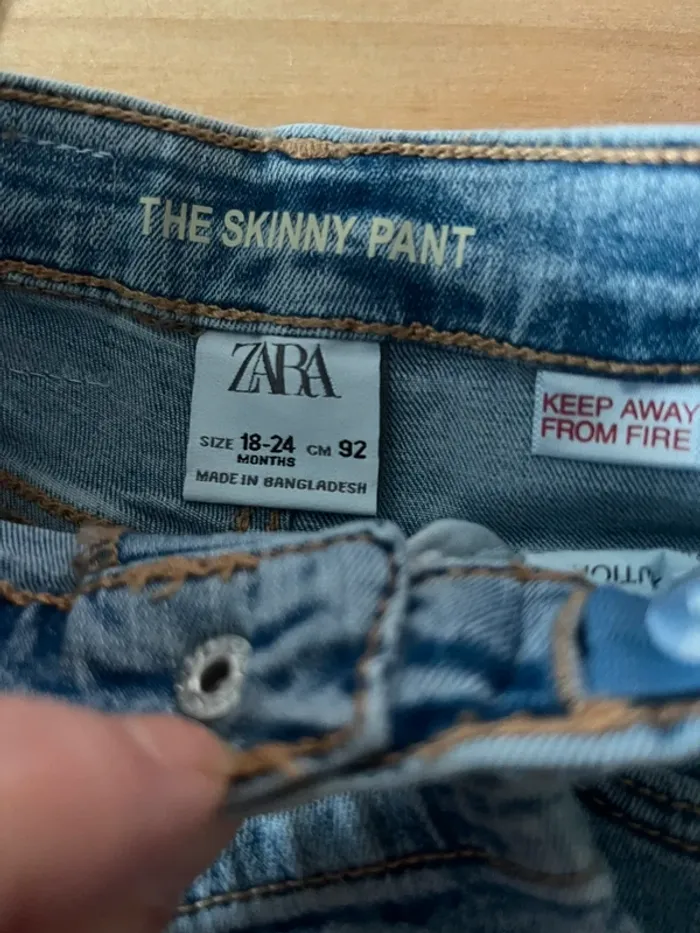 THE SKINNY PANT
ZARA
SIZE 18-24 CM 92
MONTHS
MADE IN BANGLADESH
KEEP AWAY
FROM FIRE